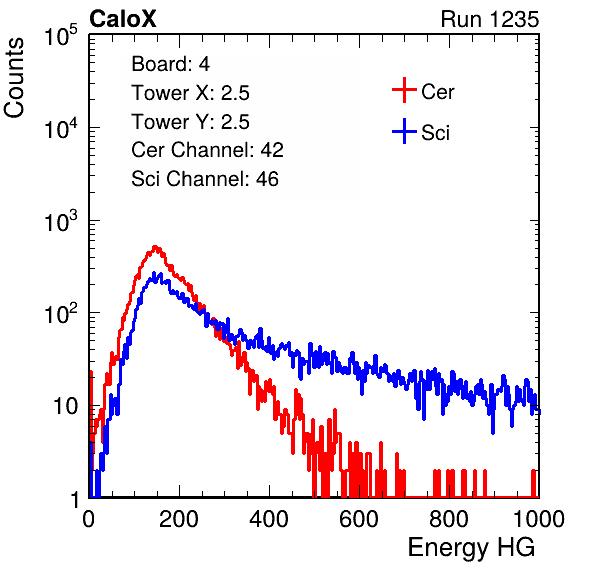 CaloX Run 1235
Counts
10^5
10^4
10^3
10^2
10
1
Board: 4
Tower X: 2.5
Tower Y: 2.5
Cer Channel: 42
Sci Channel: 46
Cer
Sci
0 200 400 600 800 1000
Energy HG